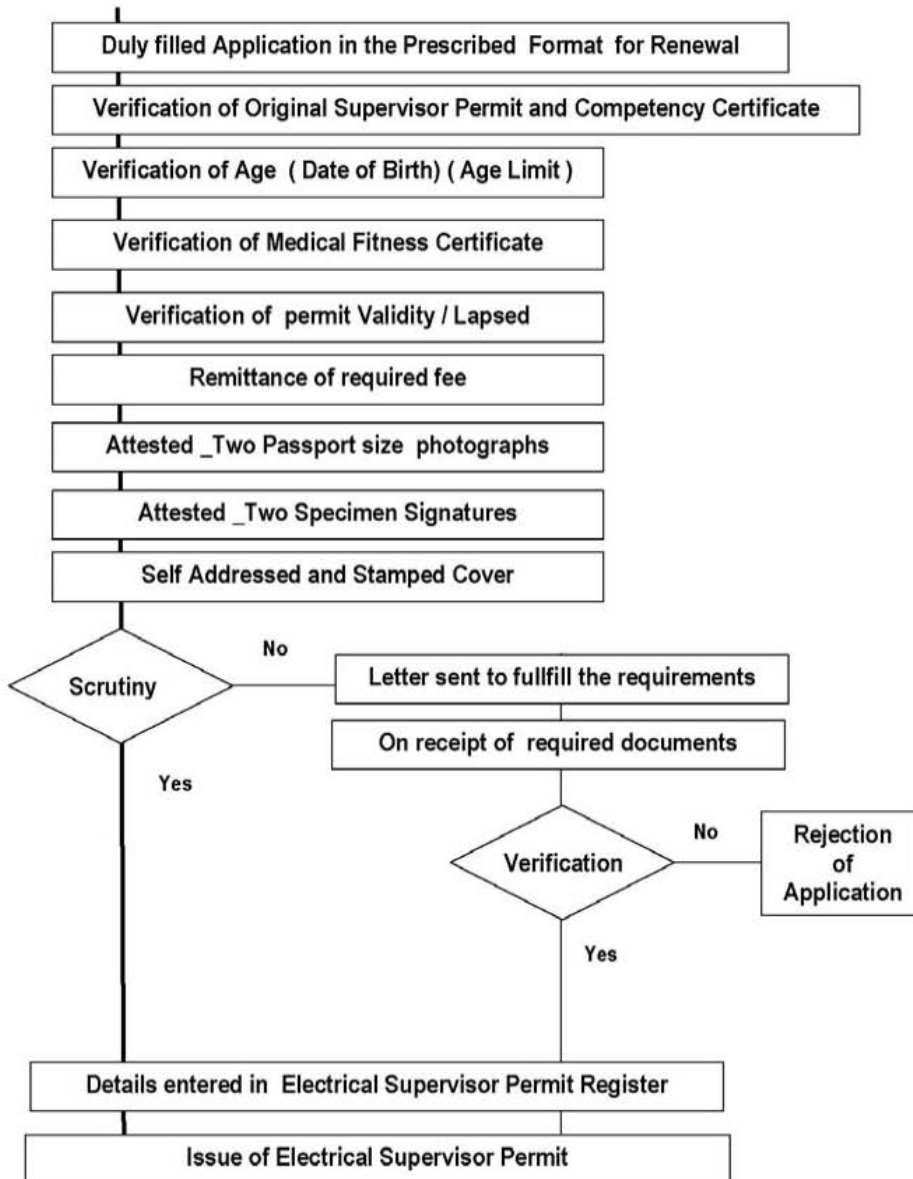 Duly filled Application in the Prescribed Format for Renewal
Verification of Original Supervisor Permit and Competency Certificate
Verification of Age ( Date of Birth) ( Age Limit )
Verification of Medical Fitness Certificate
Verification of permit Validity / Lapsed
Remittance of required fee
Attested _Two Passport size photographs
Attested _Two Specimen Signatures
Self Addressed and Stamped Cover
Scrutiny
No
Letter sent to fullfill the requirements
On receipt of required documents
Yes
Verification
No
Rejection
of
Application
Yes
Details entered in Electrical Supervisor Permit Register
Issue of Electrical Supervisor Permit